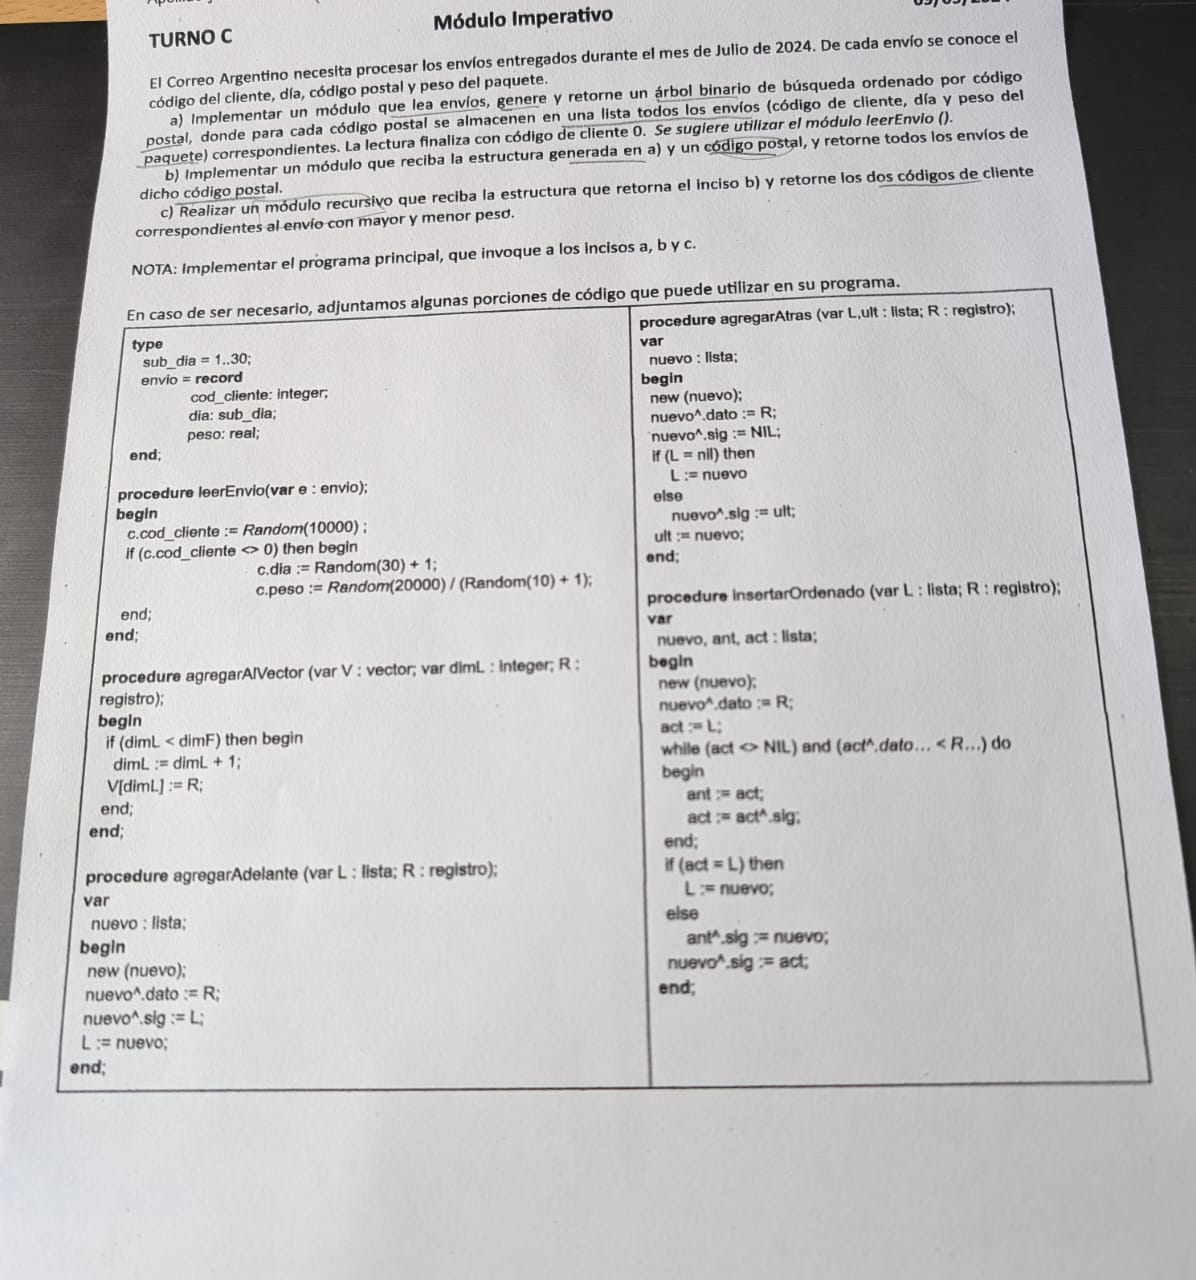 Módulo Imperativo
TURNO C
El Correo Argentino necesita procesar los envíos entregados durante el mes de Julio de 2024. De cada envío se conoce el
código del cliente, día, código postal y peso del paquete.
a) Implementar un módulo que lea envíos, genere y retorne un árbol binario de búsqueda ordenado por código
postal, donde para cada código postal se almacenen en una lista todos los envíos (código de cliente, día y peso del
paquete) correspondientes. La lectura finaliza con código de cliente 0. Se sugiere utilizar el módulo leerEnvio ().
b) Implementar un módulo que reciba la estructura generada en a) y un código postal, y retorne todos los envíos de
dicho código postal.
c) Realizar un módulo recursivo que reciba la estructura que retorna el inciso b) y retorne los dos códigos de cliente
correspondientes al envío con mayor y menor peso.
NOTA: Implementar el programa principal, que invoque a los incisos a, b y c.
En caso de ser necesario, adjuntamos algunas porciones de código que puede utilizar en su programa.
type
sub_dia = 1..30;
envio = record
cod_cliente: integer;
dia: sub_dia;
peso: real;
end;
procedure leerEnvio(var e : envio);
begin
c.cod_cliente := Random(10000) ;
if (c.cod_cliente <> 0) then begin
c.dia := Random(30) + 1;
c.peso := Random(20000) / (Random(10) + 1);
end;
end;
procedure agregarAlVector (var V : vector; var dimL : integer; R :
registro);
begin
if (dimL < dimF) then begin
dimL := dimL + 1;
V[dimL] := R;
end;
end;
procedure agregarAdelante (var L : lista; R : registro);
var
nuevo : lista;
begin
new (nuevo);
nuevo^.dato := R;
nuevo^.sig := L;
L := nuevo;
end;
procedure agregarAtras (var L,ult : lista; R : registro);
var
nuevo : lista;
begin
new (nuevo);
nuevo^.dato := R;
nuevo^.sig := NIL;
if (L = nil) then
L := nuevo
else
nuevo^.sig := ult;
ult := nuevo;
end;
procedure insertarOrdenado (var L : lista; R : registro);
var
nuevo, ant, act : lista;
begin
new (nuevo);
nuevo^.dato := R;
act := L;
while (act <> NIL) and (act^.dato... < R...) do
begin
ant := act;
act := act^.sig;
end;
if (act = L) then
L := nuevo;
else
ant^.sig := nuevo;
nuevo^.sig := act;
end;